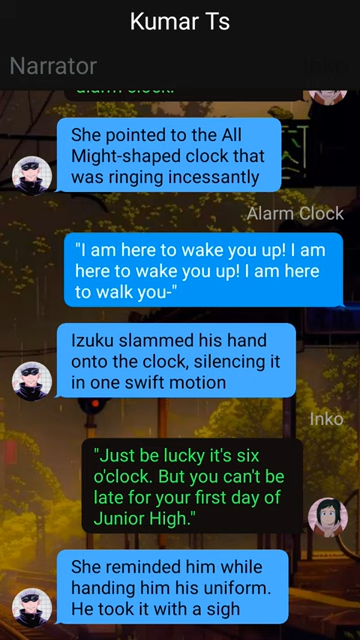 Kumar Ts
Narrator
alarm clock.
She pointed to the All
Might-shaped clock that
was ringing incessantly
Alarm Clock
"I am here to wake you up! I am
here to wake you up! I am here
to walk you-"
Izuku slammed his hand
onto the clock, silencing it
in one swift motion
Inko
"Just be lucky it's six
o'clock. But you can't be
late for your first day of
Junior High."
She reminded him while
handing him his uniform.
He took it with a sigh